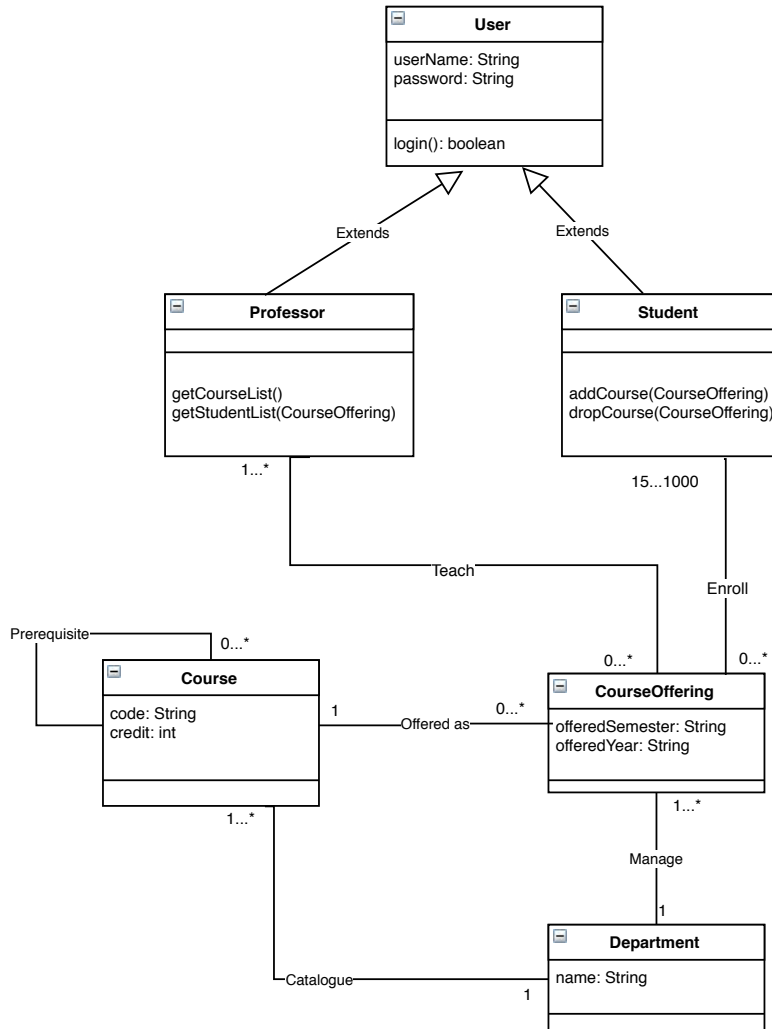 User
userName: String
password: String
login(): boolean
Extends
Extends
Professor
getCourseList()
getStudentList(CourseOffering)
Student
addCourse(CourseOffering)
dropCourse(CourseOffering)
1...*
15...1000
Teach
Enroll
Prerequisite
0...*
0...*
0...*
Course
code: String
credit: int
1
Offered as
0...*
CourseOffering
offeredSemester: String
offeredYear: String
1...*
1...*
Manage
1
Department
name: String
Catalogue
1